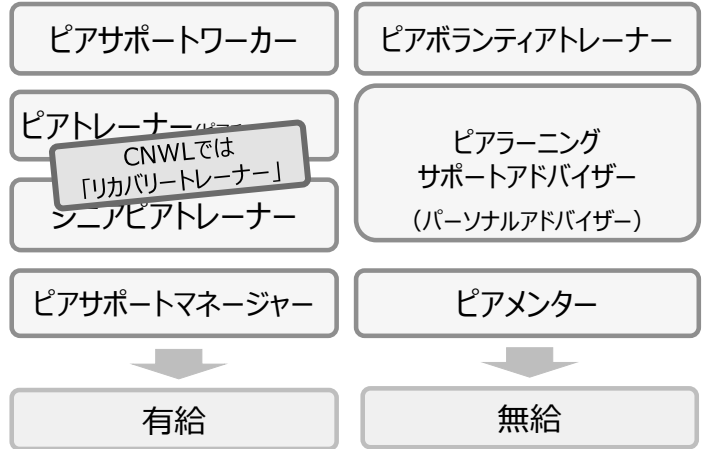 ピアサポートワーカー
ピアトレーナー
CNWLでは
「リカバリートレーナー」
シニアピアトレーナー
ピアサポートマネージャー
有給
ピアボランティアトレーナー
ピアラーニング
サポートアドバイザー
（パーソナルアドバイザー）
ピアメンター
無給